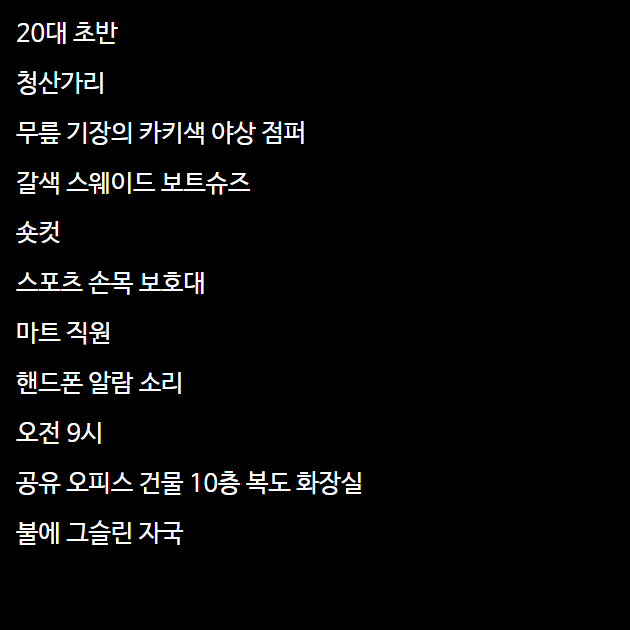 20대 초반
청산가리
무릎 기장의 카키색 야상 점퍼
갈색 스웨이드 보트슈즈
숏컷
스포츠 손목 보호대
마트 직원
핸드폰 알람 소리
오전 9시
공유 오피스 건물 10층 복도 화장실
불에 그슬린 자국